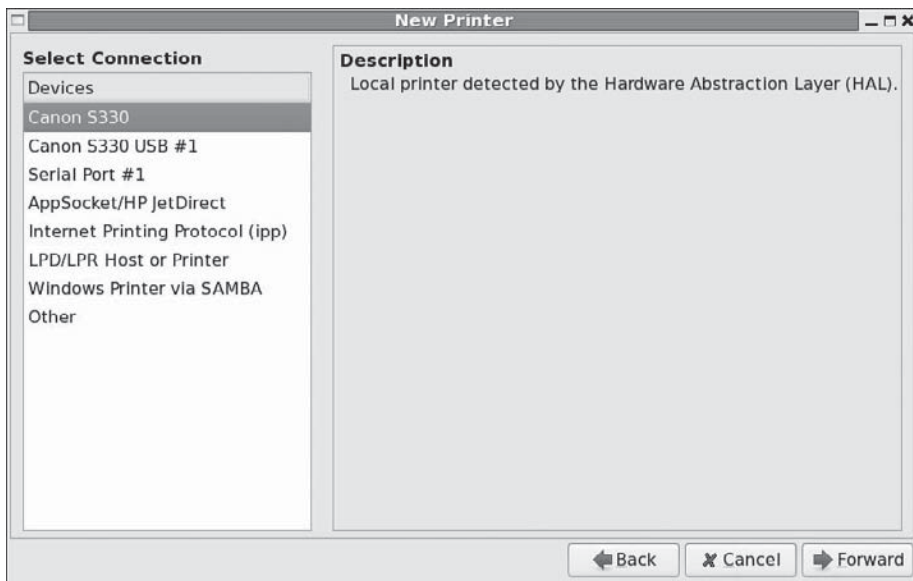 New Printer
Select Connection
Devices
Canon S330
Canon S330 USB #1
Serial Port #1
AppSocket/HP JetDirect
Internet Printing Protocol (ipp)
LPD/LPR Host or Printer
Windows Printer via SAMBA
Other
Description
Local printer detected by the Hardware Abstraction Layer (HAL).
Back
Cancel
Forward